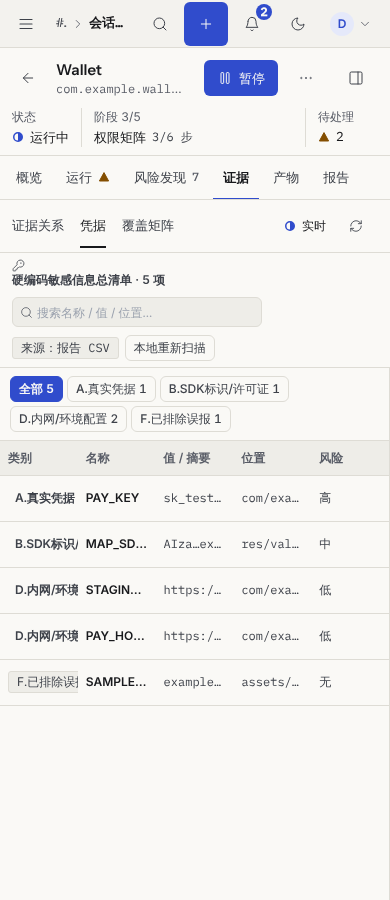 #.
会话…
2
D
Wallet
com.example.wall…
暂停
状态
运行中
阶段 3/5
权限矩阵 3/6 步
待处理
2
概览
运行
风险发现 7
证据
产物
报告
证据关系
凭据
覆盖矩阵
实时
硬编码敏感信息总清单 · 5 项
搜索名称 / 值 / 位置…
来源：报告 CSV
本地重新扫描
全部 5
A.真实凭据 1
B.SDK标识/许可证 1
D.内网/环境配置 2
F.已排除误报 1
类别 名称 值 / 摘要 位置 风险
A.真实凭据 PAY_KEY sk_test… com/exa… 高
B.SDK标识/ MAP_SD… AIza…ex… res/val… 中
D.内网/环境 STAGIN… https:/… com/exa… 低
D.内网/环境 PAY_HO… https:/… com/exa… 低
F.已排除误 SAMPLE… example… assets/… 无